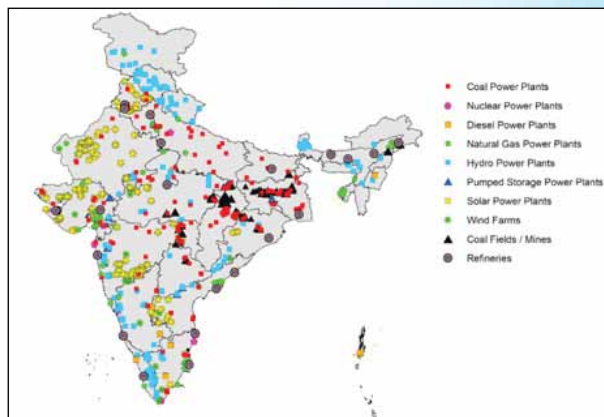 Coal Power Plants
Nuclear Power Plants
Diesel Power Plants
Natural Gas Power Plants
Hydro Power Plants
Pumped Storage Power Plants
Solar Power Plants
Wind Farms
Coal Fields / Mines
Refineries